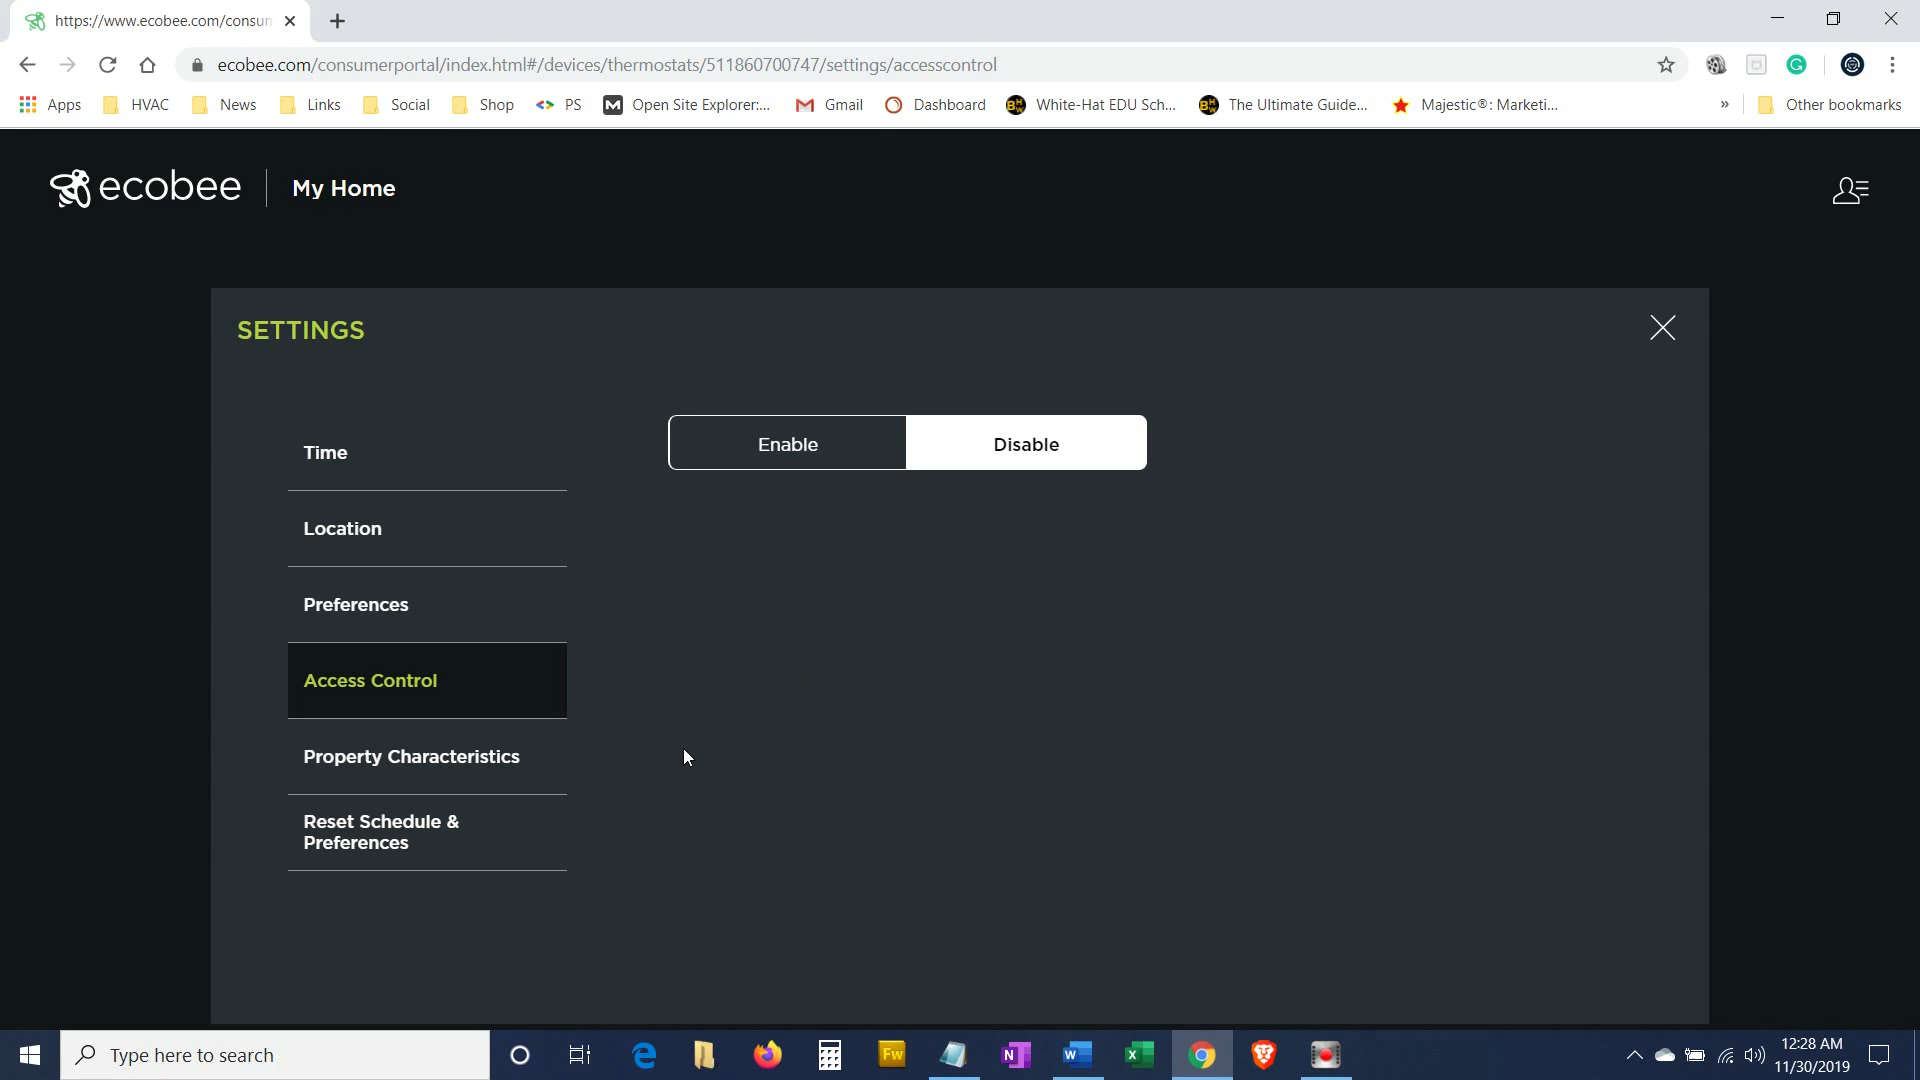 https://www.ecobee.com/consum
ecobee.com/consumerportal/index.html#/devices/thermostats/511860700747/settings/accesscontrol
Apps HVAC News Links Social Shop PS Open Site Explorer:... Gmail Dashboard White-Hat EDU Sch... The Ultimate Guide... Majestic®: Marketi... » Other bookmarks
ecobee My Home
SETTINGS
Enable Disable
Time
Location
Preferences
Access Control
Property Characteristics
Reset Schedule &
Preferences
Type here to search
12:28 AM
11/30/2019